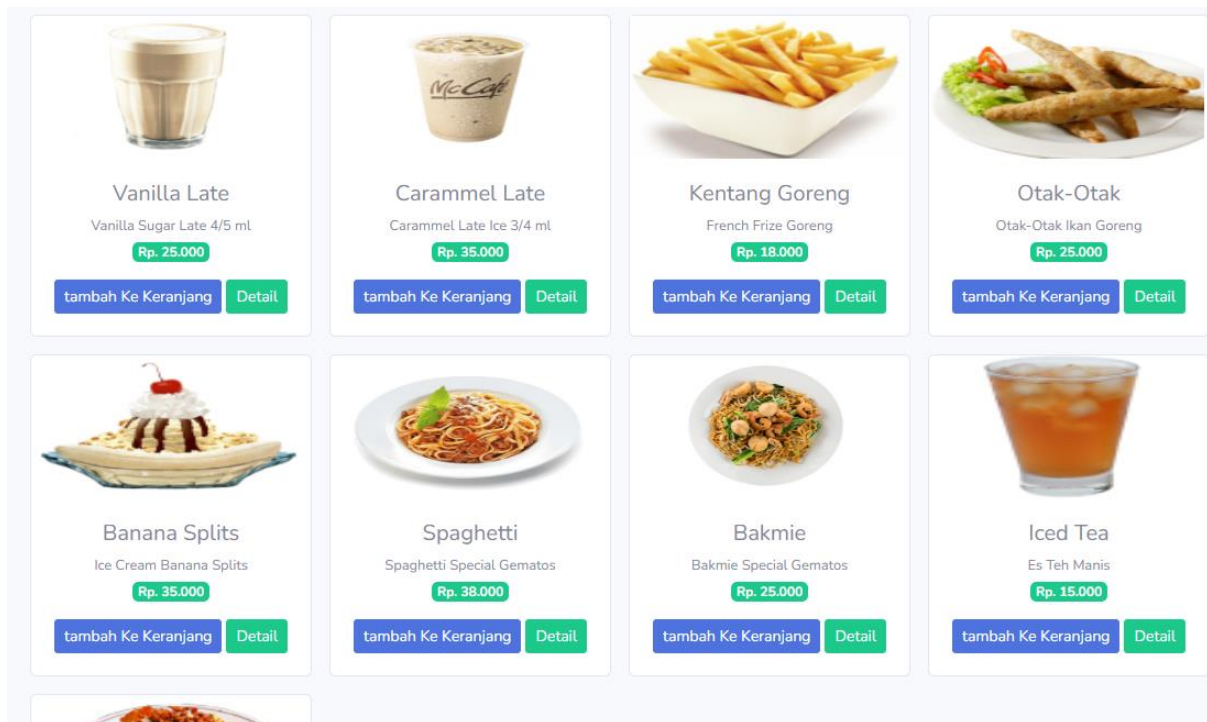 McCafé
Vanilla Late
Vanilla Sugar Late 4/5 ml
Rp. 25.000
tambah Ke Keranjang Detail
Carammel Late
Carammel Late Ice 3/4 ml
Rp. 35.000
tambah Ke Keranjang Detail
Kentang Goreng
French Frize Goreng
Rp. 18.000
tambah Ke Keranjang Detail
Otak-Otak
Otak-Otak Ikan Goreng
Rp. 25.000
tambah Ke Keranjang Detail
Banana Splits
Ice Cream Banana Splits
Rp. 35.000
tambah Ke Keranjang Detail
Spaghetti
Spaghetti Special Gematos
Rp. 38.000
tambah Ke Keranjang Detail
Bakmie
Bakmie Special Gematos
Rp. 25.000
tambah Ke Keranjang Detail
Iced Tea
Es Teh Manis
Rp. 15.000
tambah Ke Keranjang Detail